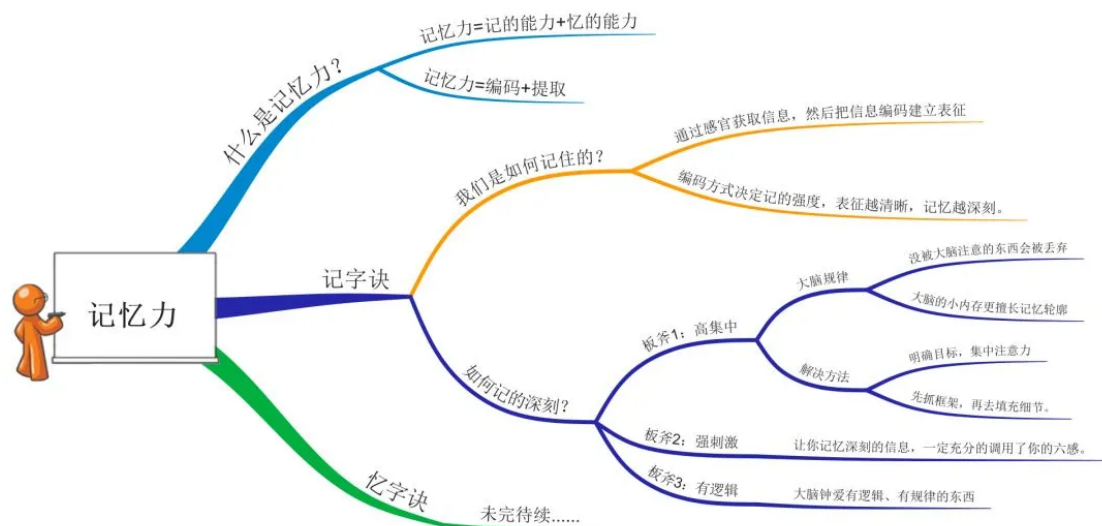 记忆力
什么是记忆力？
记忆力=记的能力+忆的能力
记忆力=编码+提取
记字诀
我们是如何记住的？
通过感官获取信息，然后把信息编码建立表征
编码方式决定记的强度，表征越清晰，记忆越深刻。
如何记的深刻？
板斧1：高集中
大脑规律
没被大脑注意的东西会被丢弃
大脑的小内存更擅长记忆轮廓
解决方法
明确目标，集中注意力
先抓框架，再去填充细节。
板斧2：强刺激
让你记忆深刻的信息，一定充分的调用了你的六感。
板斧3：有逻辑
大脑钟爱有逻辑、有规律的东西
忆字诀
未完待续......